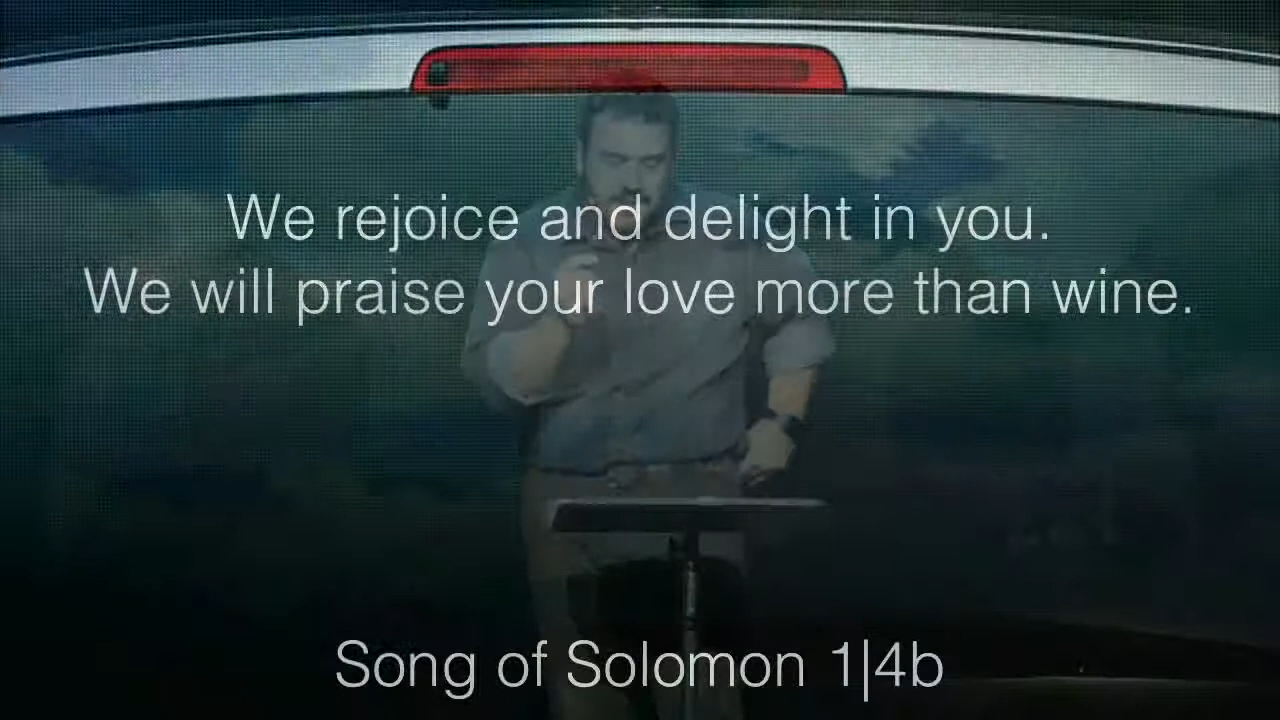 We rejoice and delight in you.
We will praise your love more than wine.
Song of Solomon 1|4b